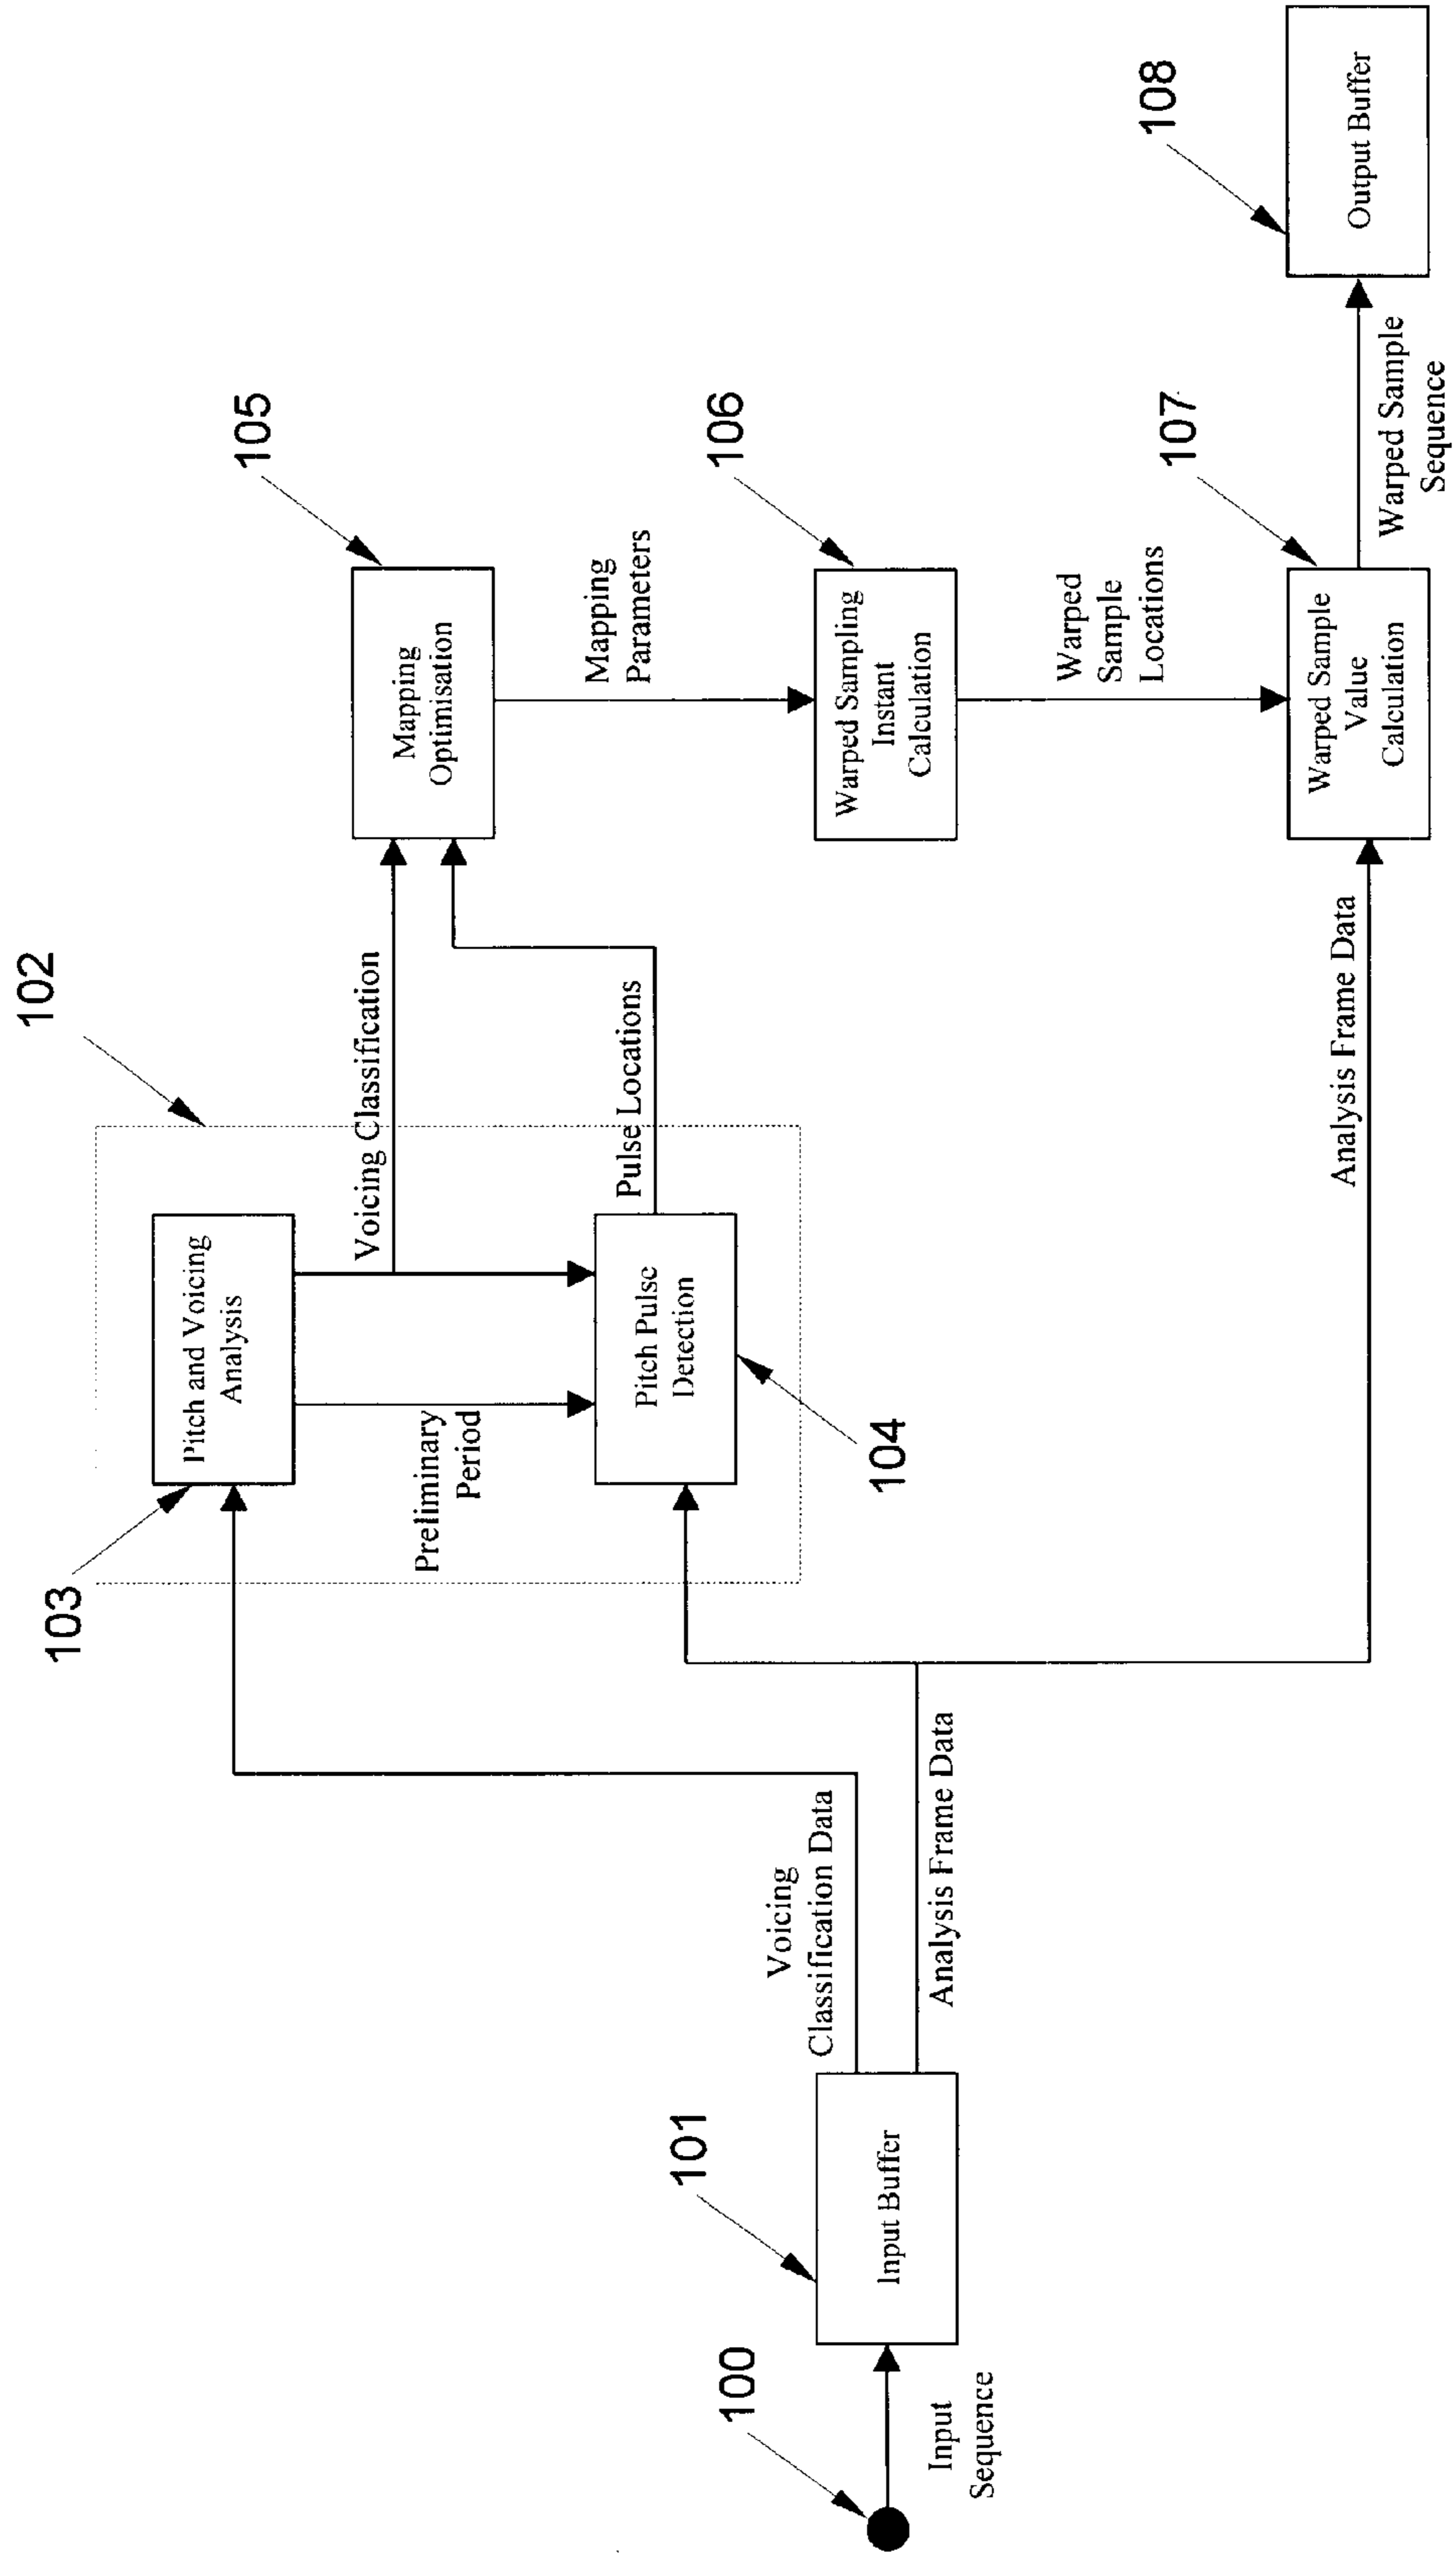 102
103
Pitch and Voicing
Analysis
Preliminary
Period
Voicing Classification
Pitch Pulse
Detection
104
Pulse Locations
105
Mapping
Optimisation
Mapping
Parameters
106
Warped Sampling
Instant
Calculation
Warped
Sample
Locations
100
Input
Sequence
101
Input Buffer
Voicing
Classification Data
Analysis Frame Data
Analysis Frame Data
107
Warped Sample
Value
Calculation
Warped Sample
Sequence
108
Output Buffer